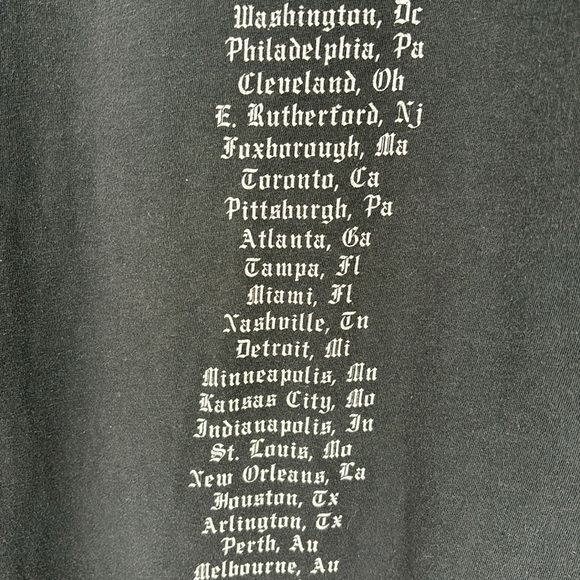 Washington, Dc
Philadelphia, Pa
Cleveland, Oh
E. Rutherford, Nj
Foxborough, Ma
Toronto, Ca
Pittsburgh, Pa
Atlanta, Ga
Tampa, Fl
Miami, Fl
Nashville, Tn
Detroit, Mi
Minneapolis, Mn
Kansas City, Mo
Indianapolis, In
St. Louis, Mo
New Orleans, La
Houston, Tx
Arlington, Tx
Perth, Au
Melbourne, Au